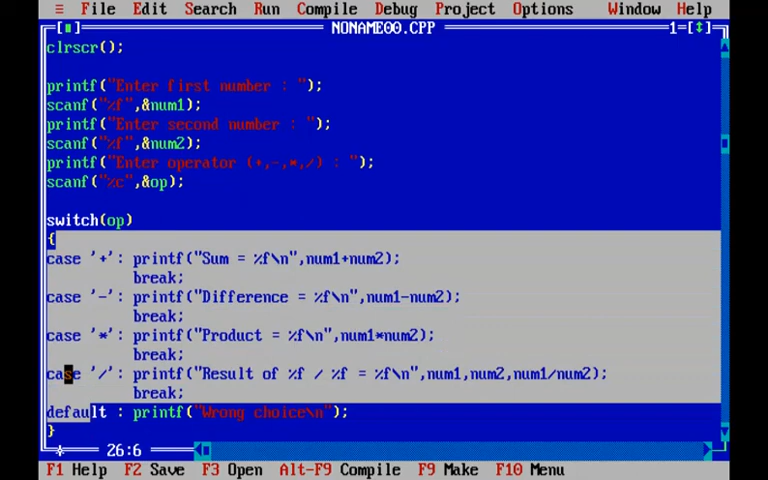 ≡ File Edit Search Run Compile Debug Project Options Window Help
[■] NONAME00.CPP 1=[↕]
clrscr();
printf("Enter first number : ");
scanf("%f",&num1);
printf("Enter second number : ");
scanf("%f",&num2);
printf("Enter operator (+,-,*,/) : ");
scanf("%c",&op);
switch(op)
{
case '+': printf("Sum = %f\n",num1+num2);
break;
case '-': printf("Difference = %f\n",num1-num2);
break;
case '*': printf("Product = %f\n",num1*num2);
break;
case '/': printf("Result of %f / %f = %f\n",num1,num2,num1/num2);
break;
default : printf("Wrong choice\n");
}
* 26:6
F1 Help F2 Save F3 Open Alt-F9 Compile F9 Make F10 Menu